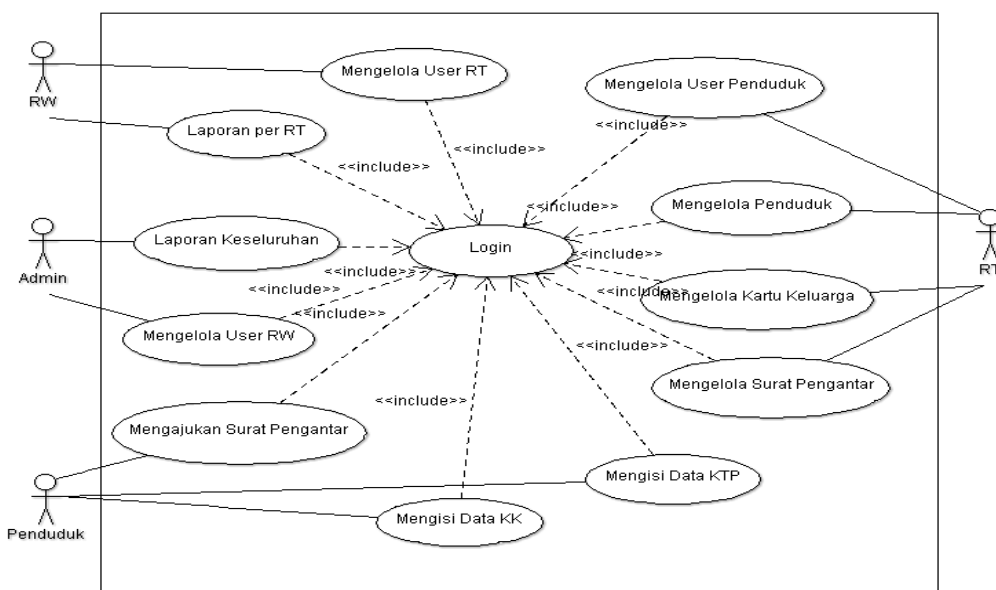 Mengelola User RT
Mengelola User Penduduk
RW
Laporan per RT
<<include>>
<<include>>
<<include>>
<<include>>
Mengelola Penduduk
Laporan Keseluruhan
Login
Admin
RT
<<include>>
<<include>>
Mengelola Kartu Keluarga
<<include>>
Mengelola User RW
<<include>>
Mengelola Surat Pengantar
<<include>>
<<include>>
Mengajukan Surat Pengantar
Mengisi Data KTP
Mengisi Data KK
Penduduk